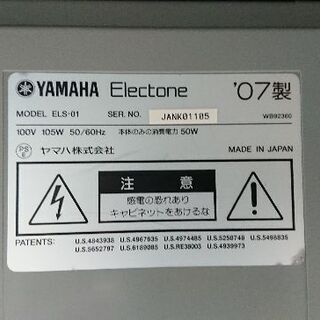 YAMAHA Electone '07製
MODEL ELS-01 SER NO. JANK01105 WB92360
100V 105W 50/60Hz 本体のみの消費電力 50W
PS E ヤマハ株式会社 MADE IN JAPAN
注 意
感電の恐れあり
キャビネットをあけるな
PATENTS: U.S.4843938 U.S.4967635 U.S.4974485 U.S.5250748 U.S.5498835
U.S.5652797 U.S.6189085 U.S.RE38003 U.S.4939973